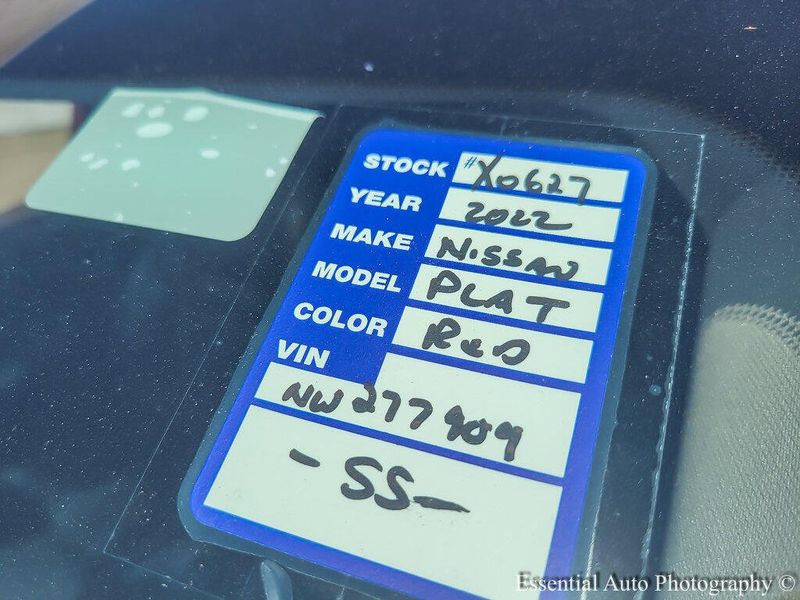 STOCK #X0627
YEAR 2022
MAKE NISSAN
MODEL PLAT
COLOR RED
VIN
NW277909
-SS-
Essential Auto Photography ©